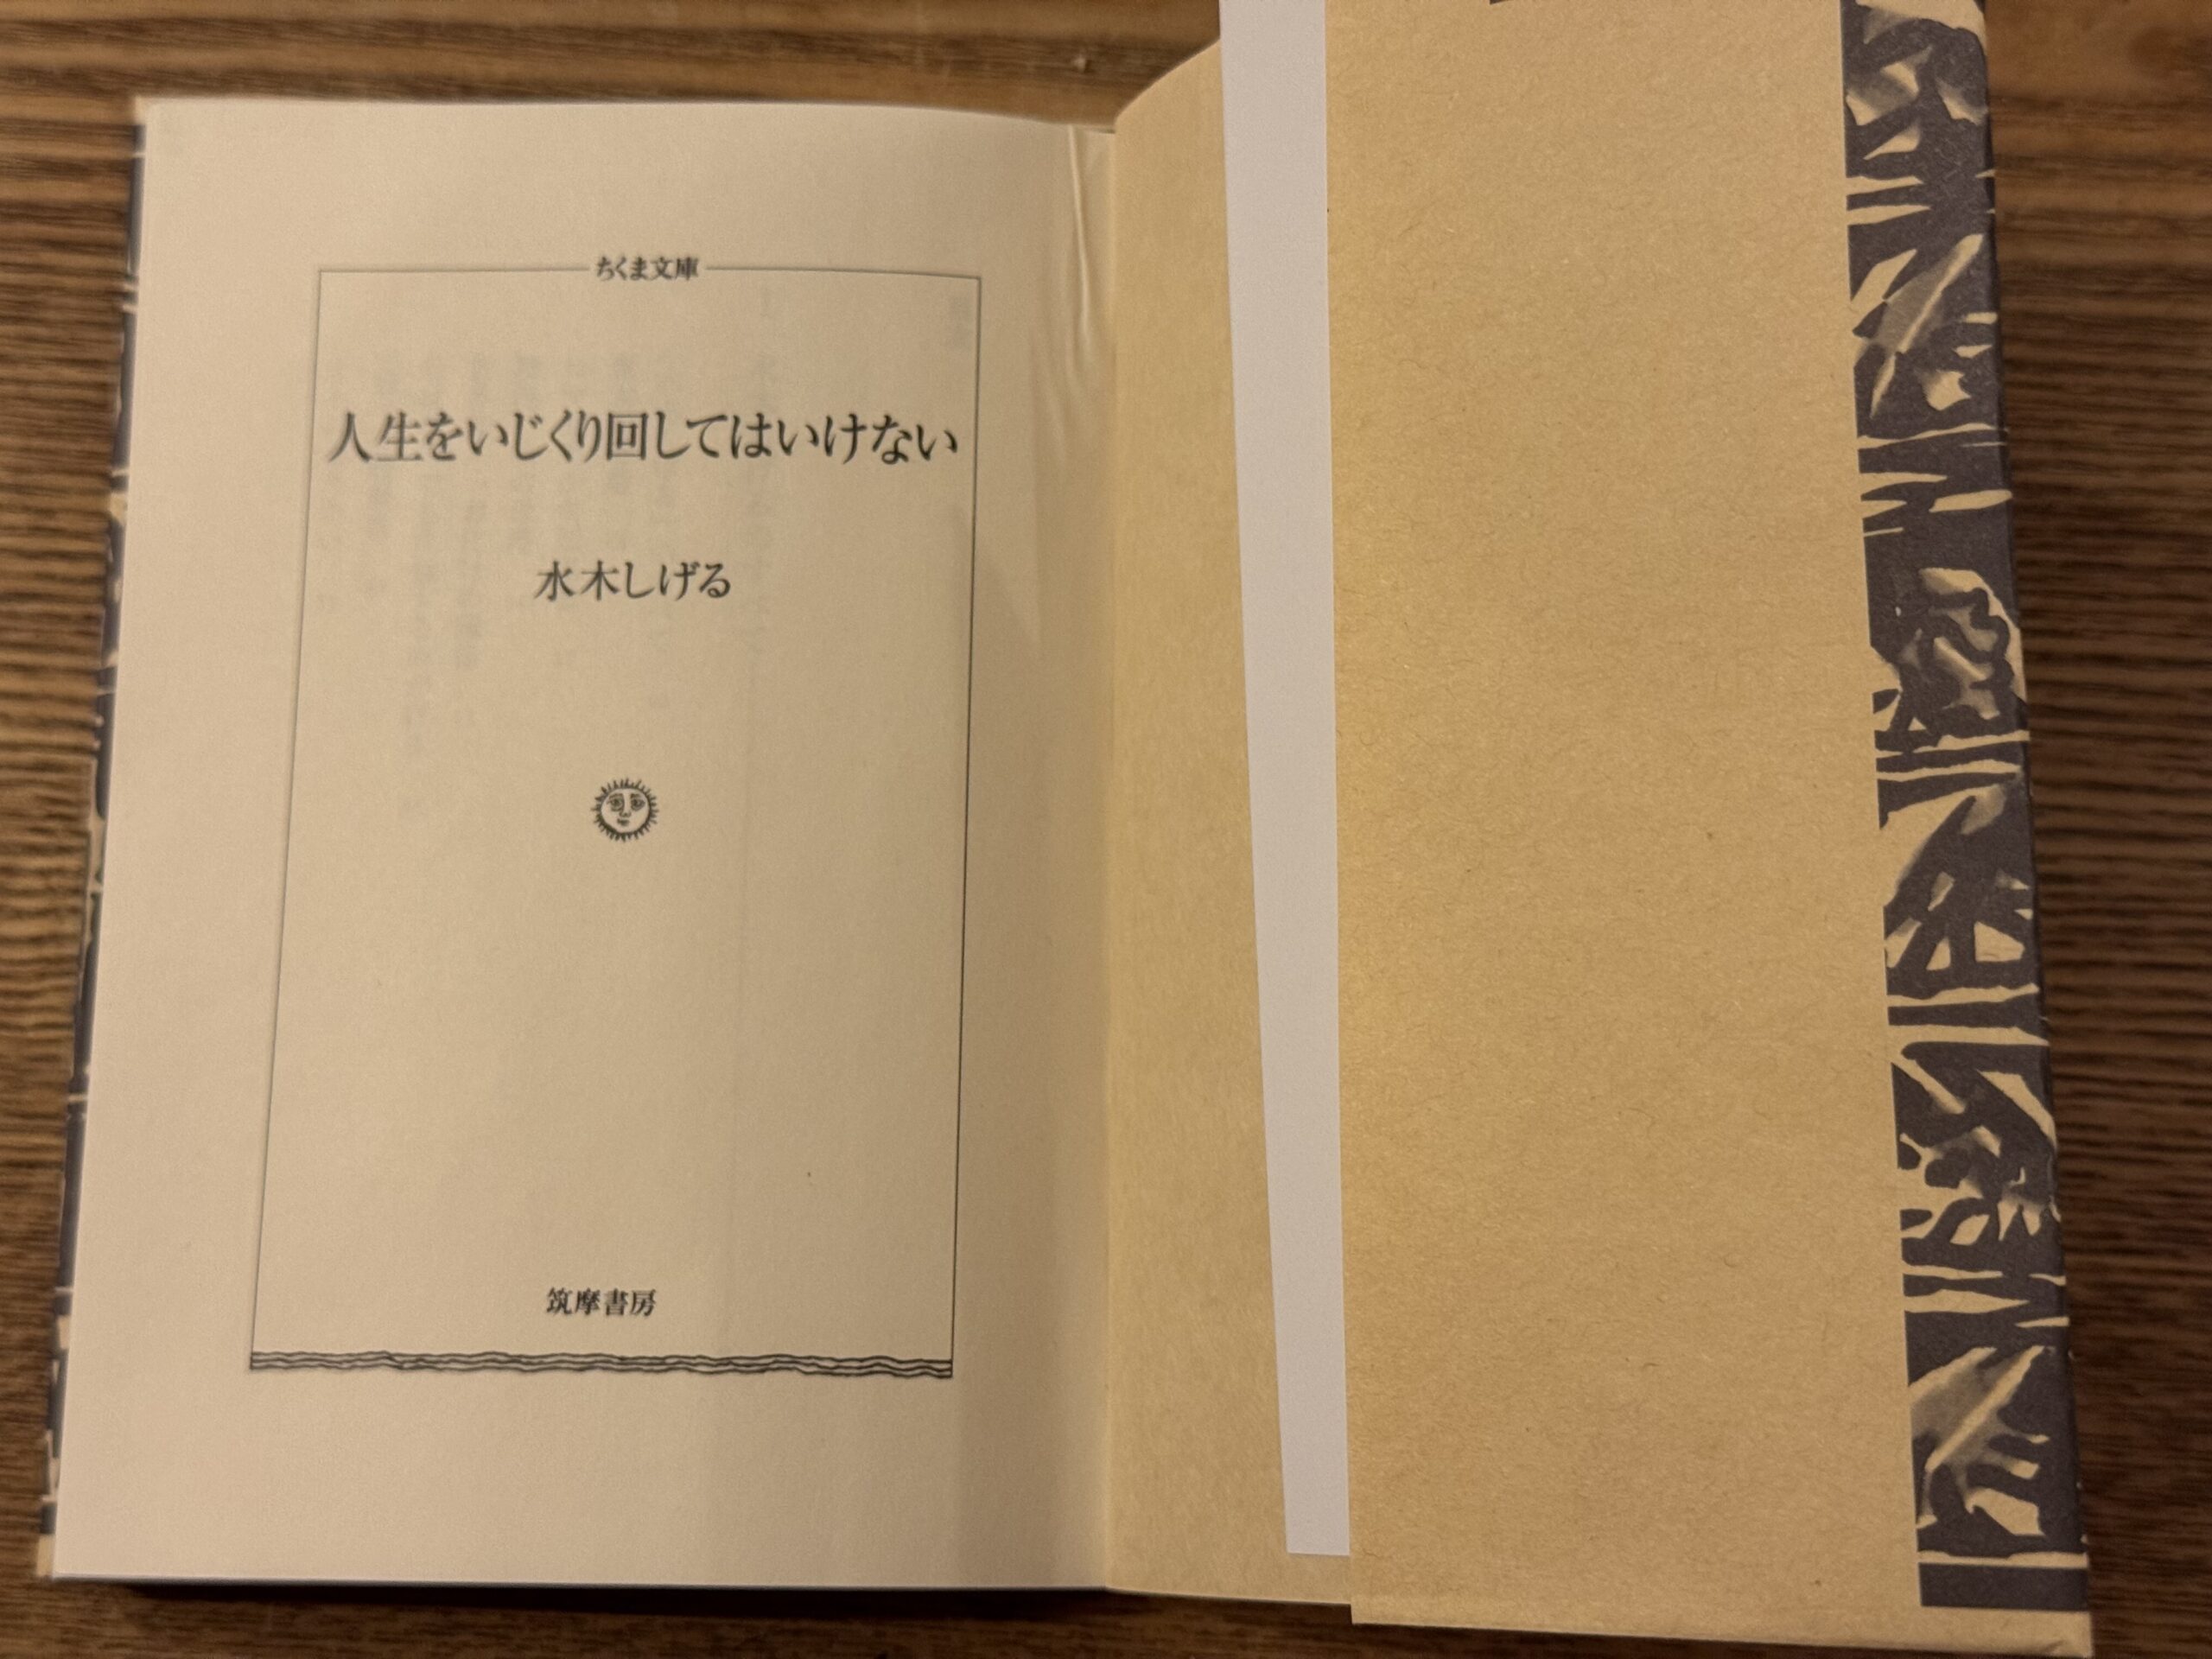 ちくま文庫
人生をいじくり回してはいけない
水木しげる
筑摩書房